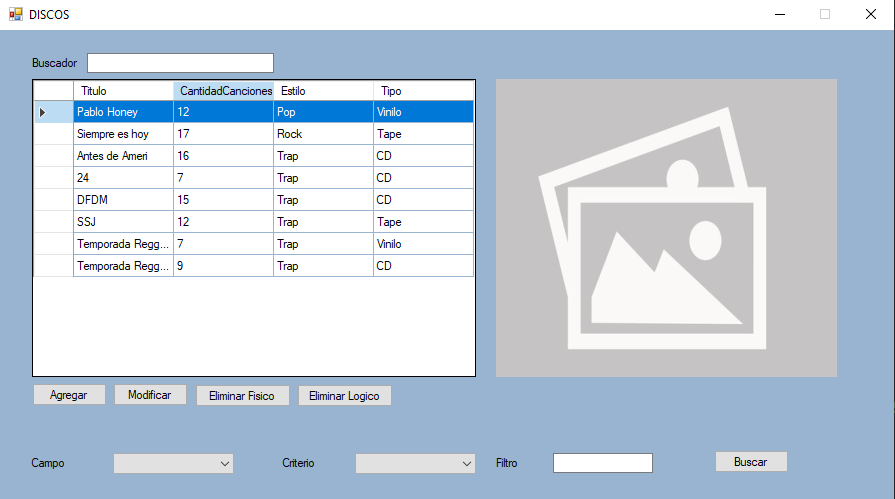 DISCOS
Buscador
Titulo CantidadCanciones Estilo Tipo
Pablo Honey 12 Pop Vinilo
Siempre es hoy 17 Rock Tape
Antes de Ameri 16 Trap CD
24 7 Trap CD
DFDM 15 Trap CD
SSJ 12 Trap Tape
Temporada Regg... 7 Trap Vinilo
Temporada Regg... 9 Trap CD
Agregar Modificar Eliminar Fisico Eliminar Logico
Campo Criterio Filtro Buscar